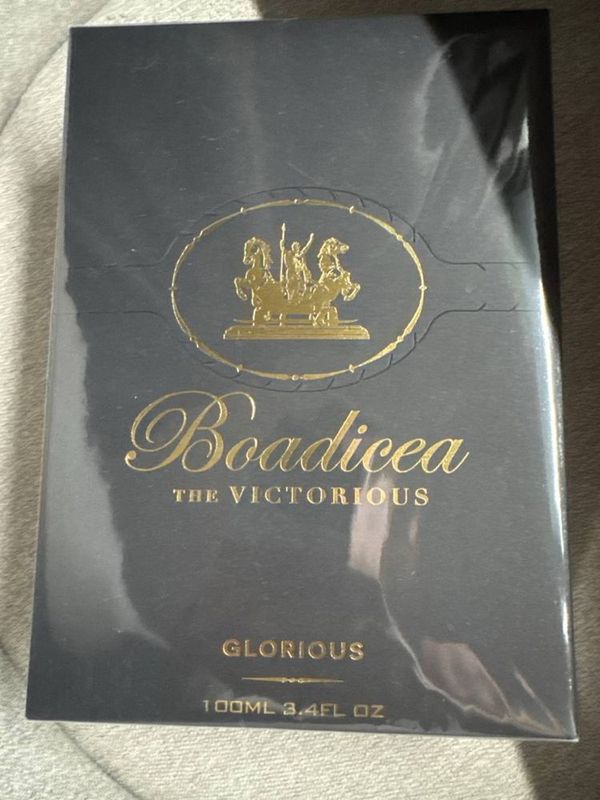 Boadicea
THE VICTORIOUS
GLORIOUS
100ML 3.4FL OZ